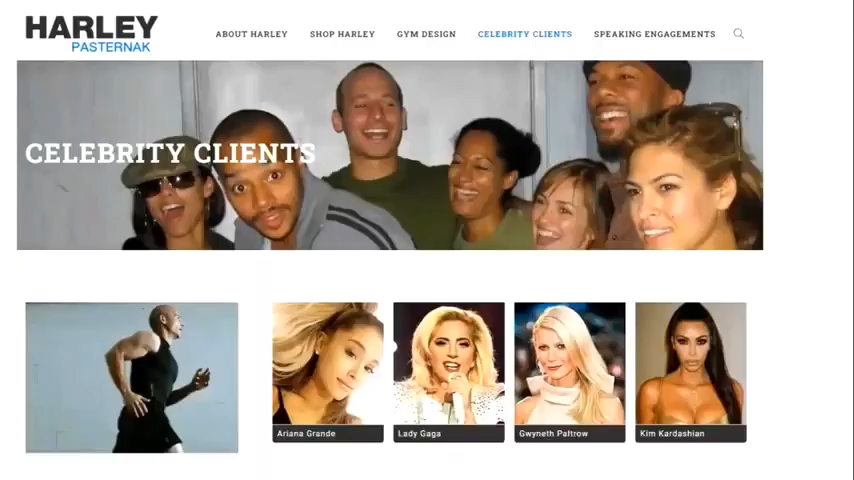 HARLEY
PASTERNAK
ABOUT HARLEY
SHOP HARLEY
GYM DESIGN
CELEBRITY CLIENTS
SPEAKING ENGAGEMENTS
CELEBRITY CLIENTS
Ariana Grande
Lady Gaga
Gwyneth Paltrow
Kim Kardashian